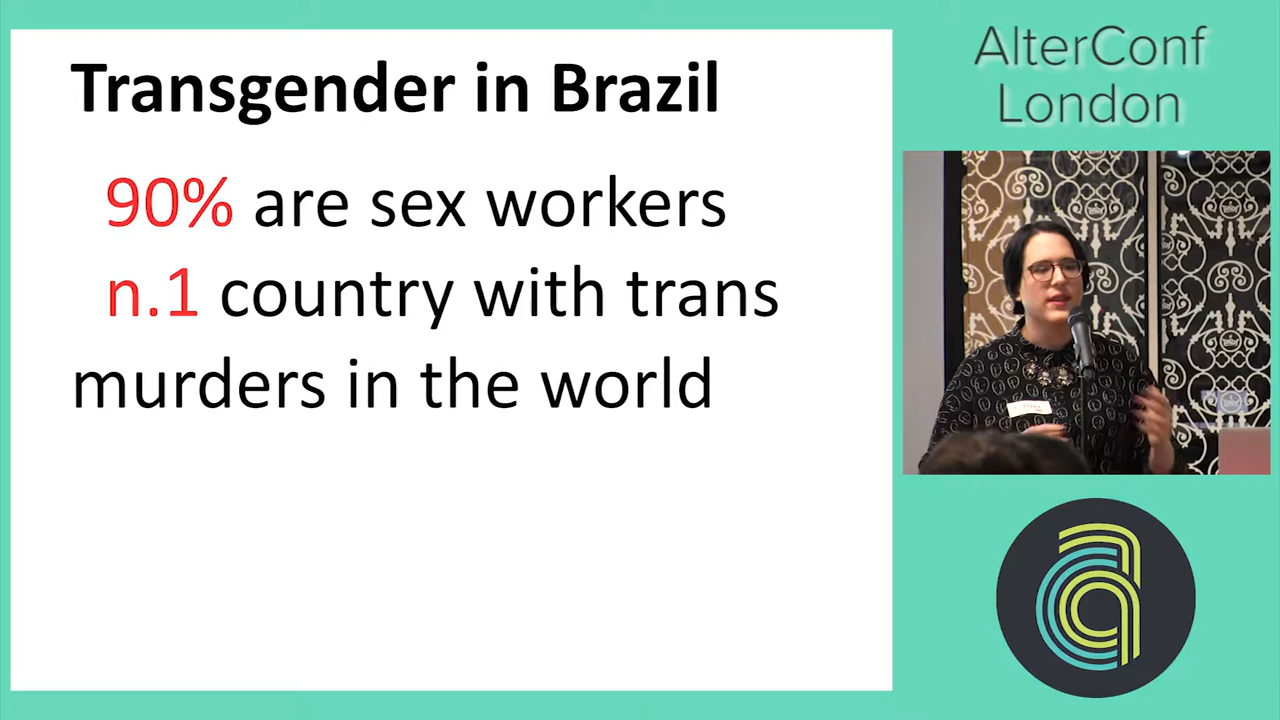 Transgender in Brazil
90% are sex workers
n.1 country with trans
murders in the world
AlterConf
London